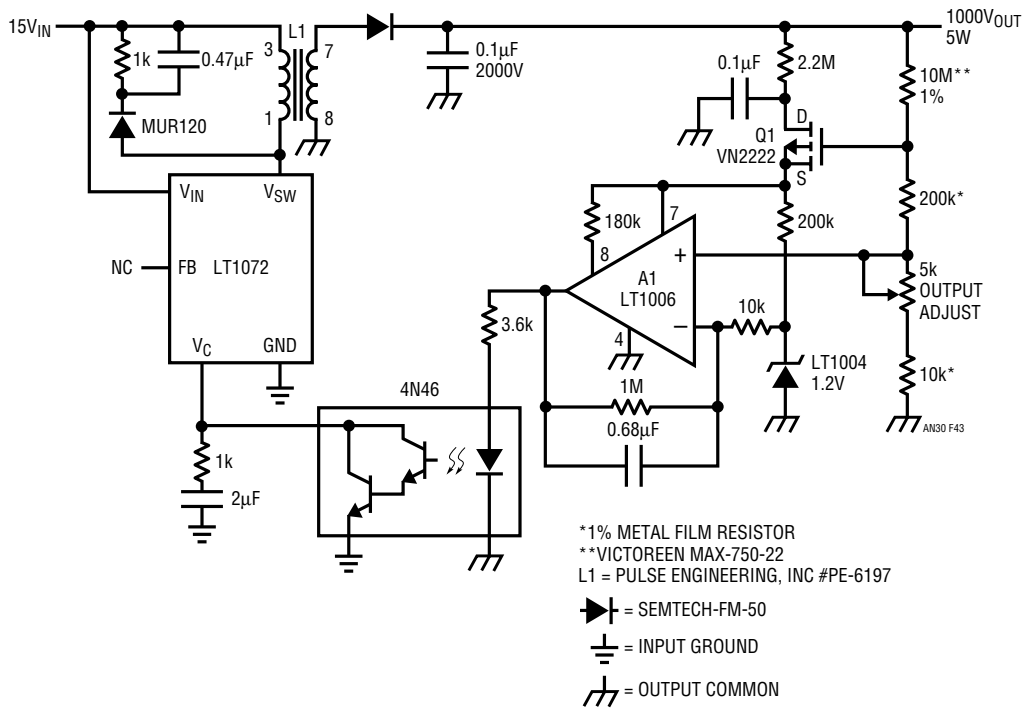 15VIN
1k
0.47µF
MUR120
3
L1
7
1
8
0.1µF
2000V
1000VOUT
5W
0.1µF
2.2M
10M**
1%
D
Q1
VN2222
S
VIN
VSW
NC
FB
LT1072
VC
GND
180k
7
200k
200k*
8
+
A1
LT1006
5k
OUTPUT
ADJUST
3.6k
4
–
10k
LT1004
1.2V
10k*
4N46
1M
0.68µF
AN30 F43
1k
2µF
*1% METAL FILM RESISTOR
**VICTOREEN MAX-750-22
L1 = PULSE ENGINEERING, INC #PE-6197
= SEMTECH-FM-50
= INPUT GROUND
= OUTPUT COMMON